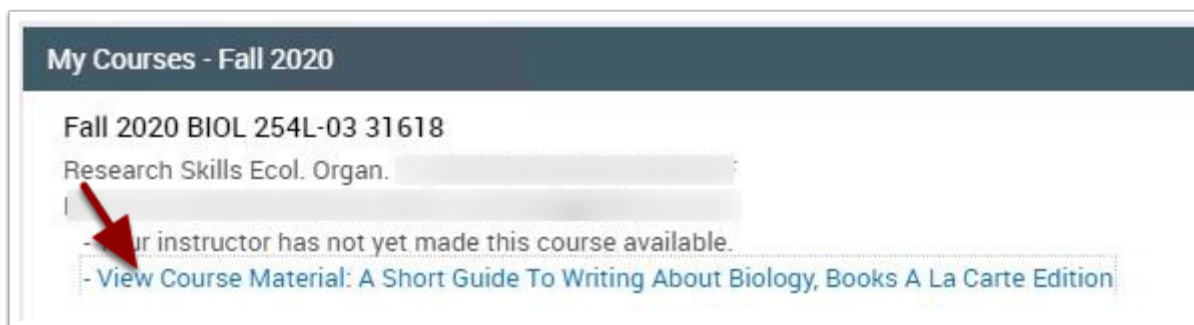 My Courses - Fall 2020
Fall 2020 BIOL 254L-03 31618
Research Skills Ecol. Organ.
- instructor has not yet made this course available.
- View Course Material: A Short Guide To Writing About Biology, Books A La Carte Edition